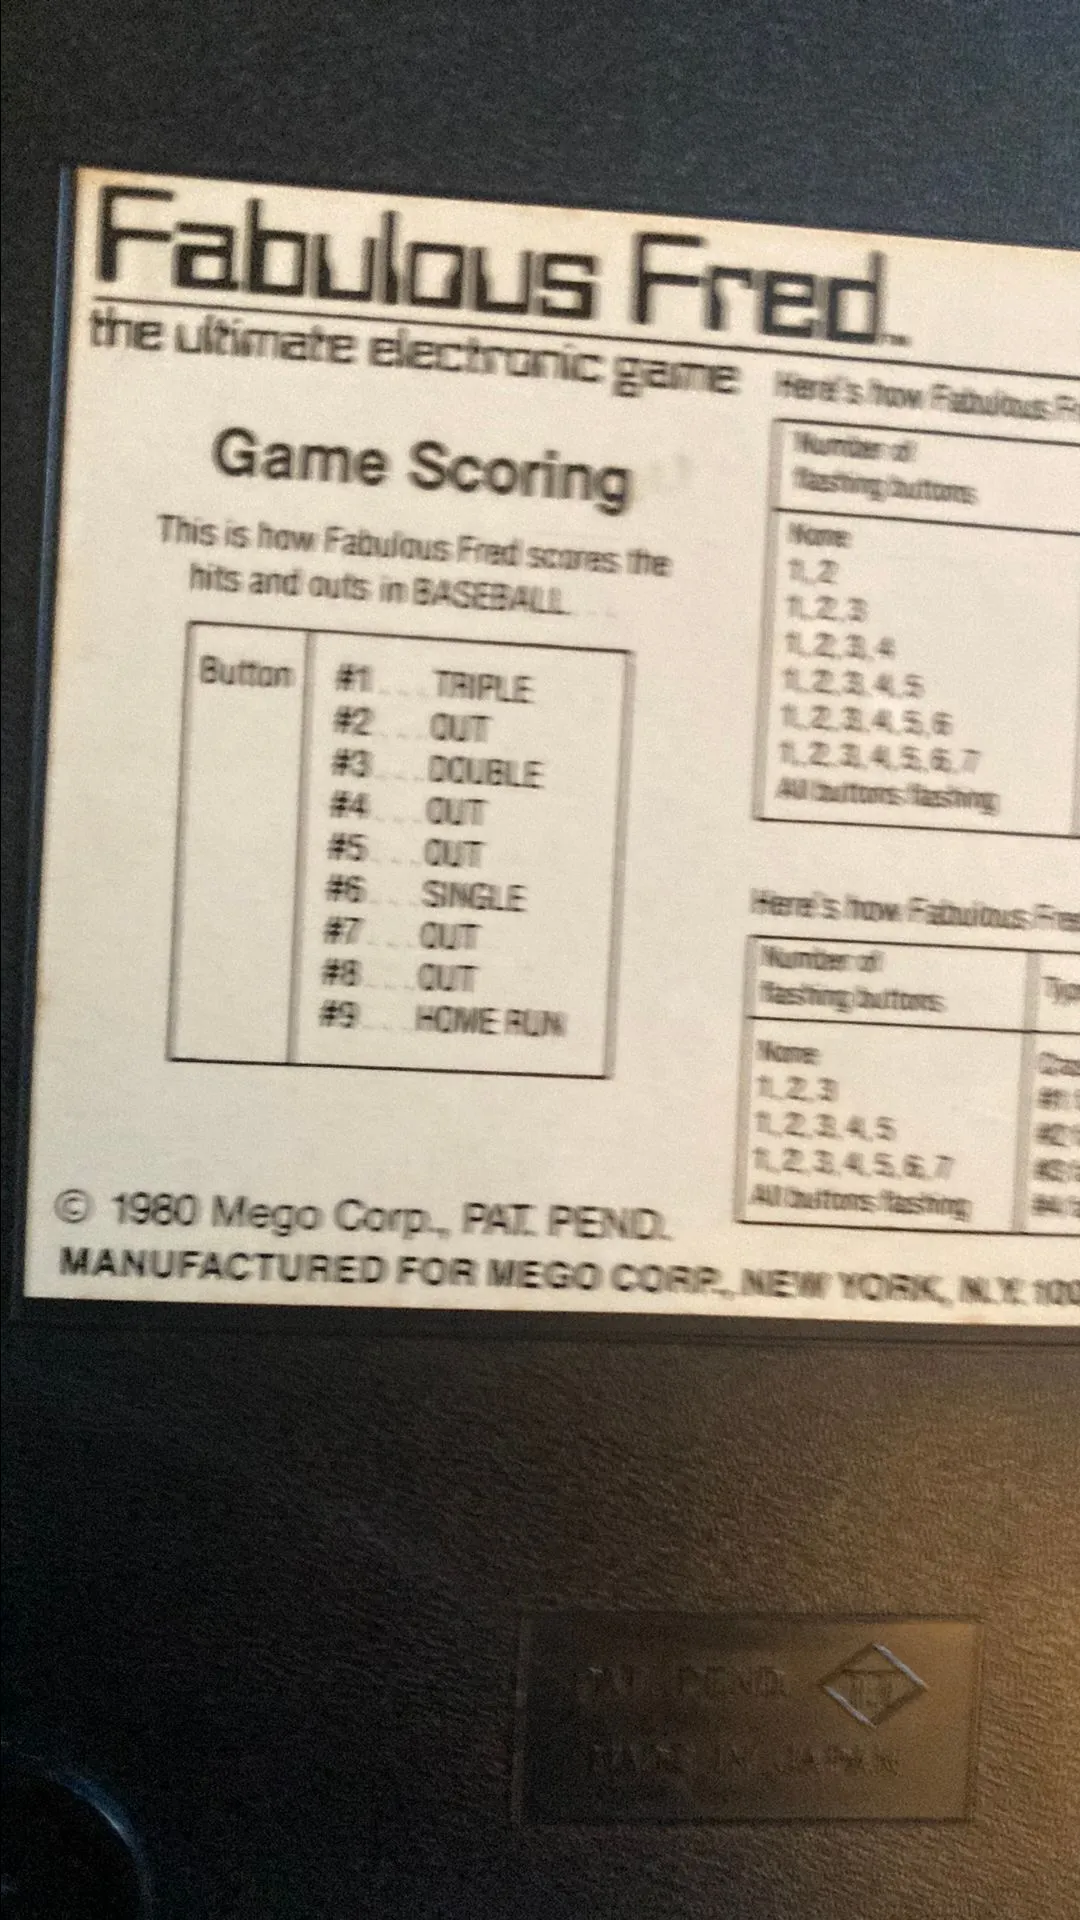 Fabulous Fred™
the ultimate electronic game
Game Scoring
This is how Fabulous Fred scores the
hits and outs in BASEBALL.
Button
#1 . . . TRIPLE
#2 . . . OUT
#3 . . . DOUBLE
#4 . . . OUT
#5 . . . OUT
#6 . . . SINGLE
#7 . . . OUT
#8 . . . OUT
#9 . . . HOME RUN
Here's how Fabulous
Number of
flashing buttons
None
1, 2
1, 2, 3
1, 2, 3, 4
1, 2, 3, 4, 5
1, 2, 3, 4, 5, 6
1, 2, 3, 4, 5, 6, 7
All buttons flashing
Here's how Fabulous
Number of
flashing buttons
None
1, 2, 3
1, 2, 3, 4, 5
1, 2, 3, 4, 5, 6, 7
All buttons flashing
© 1980 Mego Corp., PAT. PEND.
MANUFACTURED FOR MEGO CORP., NEW YORK, N.Y.
PAT. PEND.
MADE IN JAPAN